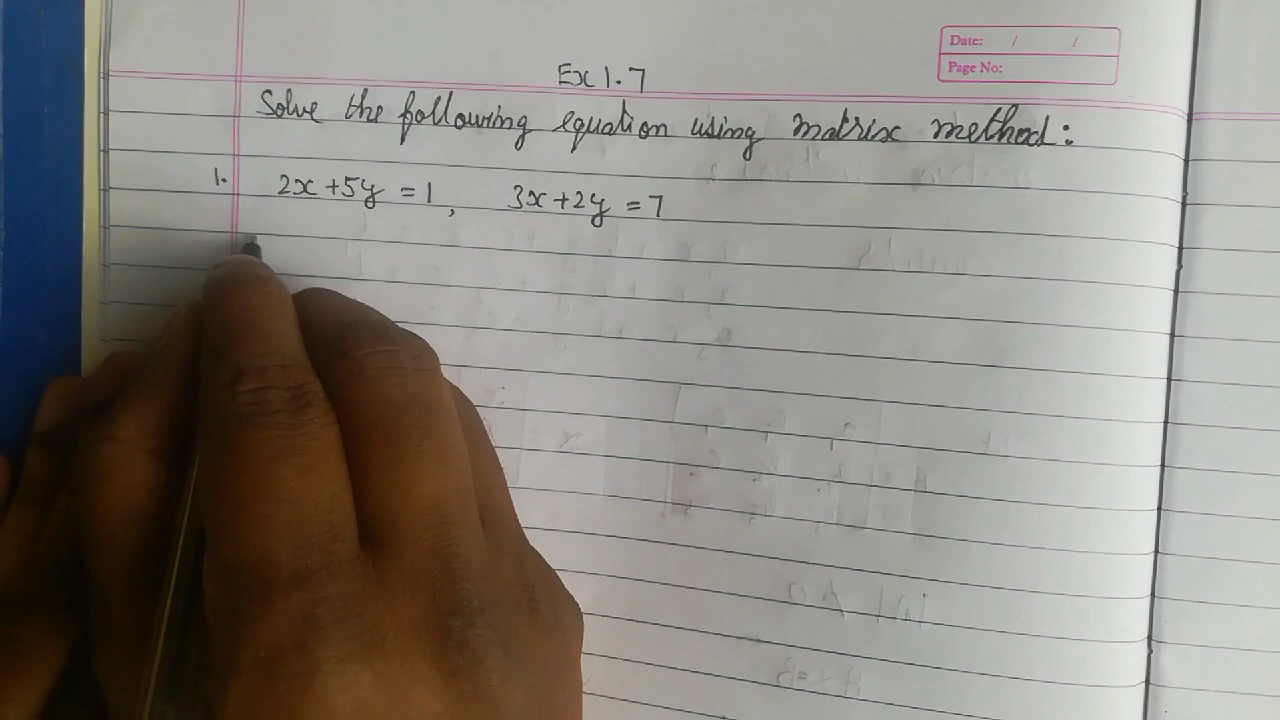 Date: / /
Page No:
Ex 1.7
Solve the following equation using matrix method:
1. 2x+5y=1, 3x+2y=7